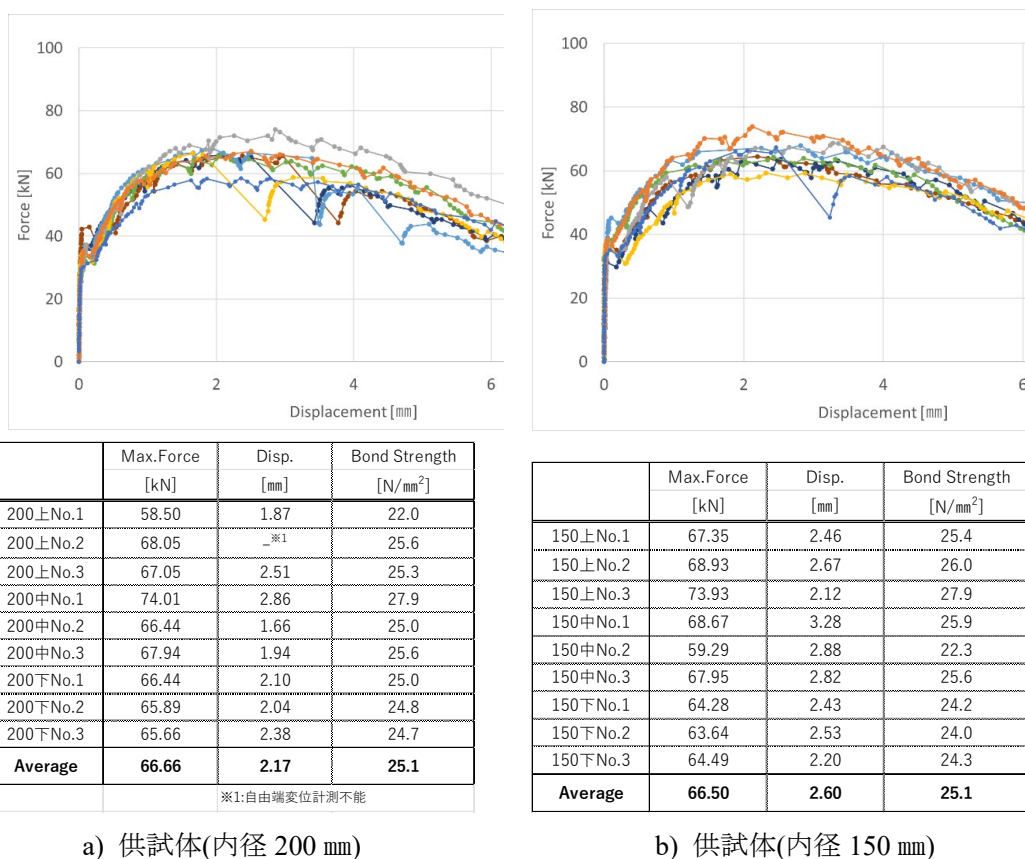 100
80
60
40
20
0
Force [kN]
0 2 4 6
Displacement [㎜]
100
80
60
40
20
0
Force [kN]
0 2 4 6
Displacement [㎜]
Max.Force Disp. Bond Strength
[kN] [㎜] [N/㎜²]
200上No.1 58.50 1.87 22.0
200上No.2 68.05 –※1 25.6
200上No.3 67.05 2.51 25.3
200中No.1 74.01 2.86 27.9
200中No.2 66.44 1.66 25.0
200中No.3 67.94 1.94 25.6
200下No.1 66.44 2.10 25.0
200下No.2 65.89 2.04 24.8
200下No.3 65.66 2.38 24.7
Average 66.66 2.17 25.1
※1:自由端変位計測不能
Max.Force Disp. Bond Strength
[kN] [㎜] [N/㎜²]
150上No.1 67.35 2.46 25.4
150上No.2 68.93 2.67 26.0
150上No.3 73.93 2.12 27.9
150中No.1 68.67 3.28 25.9
150中No.2 59.29 2.88 22.3
150中No.3 67.95 2.82 25.6
150下No.1 64.28 2.43 24.2
150下No.2 63.64 2.53 24.0
150下No.3 64.49 2.20 24.3
Average 66.50 2.60 25.1
a) 供試体(内径 200 ㎜)
b) 供試体(内径 150 ㎜)